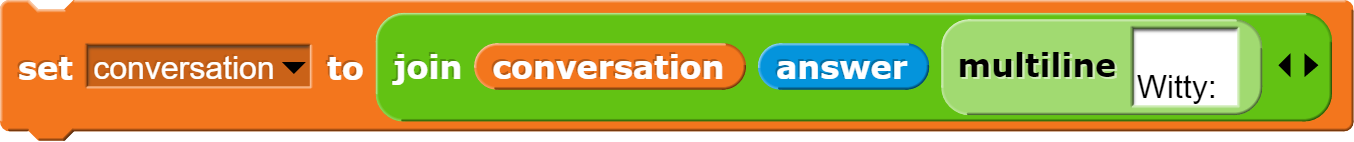 set conversation to join conversation answer multiline
Witty: